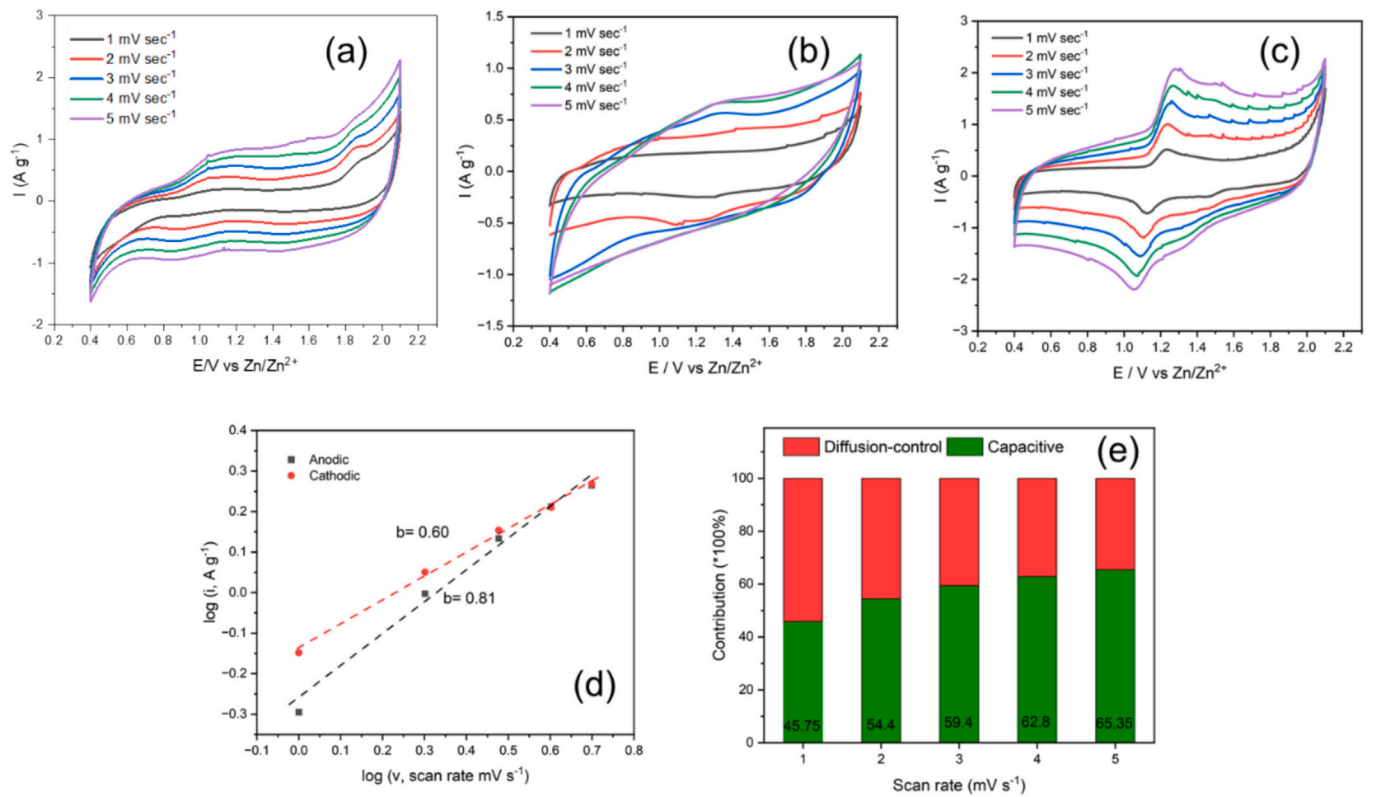 (a)
1 mV sec⁻¹
2 mV sec⁻¹
3 mV sec⁻¹
4 mV sec⁻¹
5 mV sec⁻¹
3
2
1
0
-1
-2
I (A g⁻¹)
0.4 0.6 0.8 1.0 1.2 1.4 1.6 1.8 2.0 2.2
E/V vs Zn/Zn²⁺
(b)
1 mV sec⁻¹
2 mV sec⁻¹
3 mV sec⁻¹
4 mV sec⁻¹
5 mV sec⁻¹
1.5
1.0
0.5
0.0
−0.5
−1.0
−1.5
I (A g⁻¹)
0.2 0.4 0.6 0.8 1.0 1.2 1.4 1.6 1.8 2.0 2.2
E / V vs Zn/Zn²⁺
(c)
1 mV sec⁻¹
2 mV sec⁻¹
3 mV sec⁻¹
4 mV sec⁻¹
5 mV sec⁻¹
3
2
1
0
−1
−2
−3
I (A g⁻¹)
0.2 0.4 0.6 0.8 1.0 1.2 1.4 1.6 1.8 2.0 2.2
E / V vs Zn/Zn²⁺
Anodic
Cathodic
b= 0.60
b= 0.81
(d)
0.4
0.3
0.2
0.1
0.0
−0.1
−0.2
−0.3
log (i, A g⁻¹)
−0.1 0.0 0.1 0.2 0.3 0.4 0.5 0.6 0.7 0.8
log (v, scan rate mV s⁻¹)
Diffusion-control Capacitive
(e)
100
80
60
40
20
0
Contribution (*100%)
45.75 54.4 59.4 62.8 65.35
1 2 3 4 5
Scan rate (mV s⁻¹)